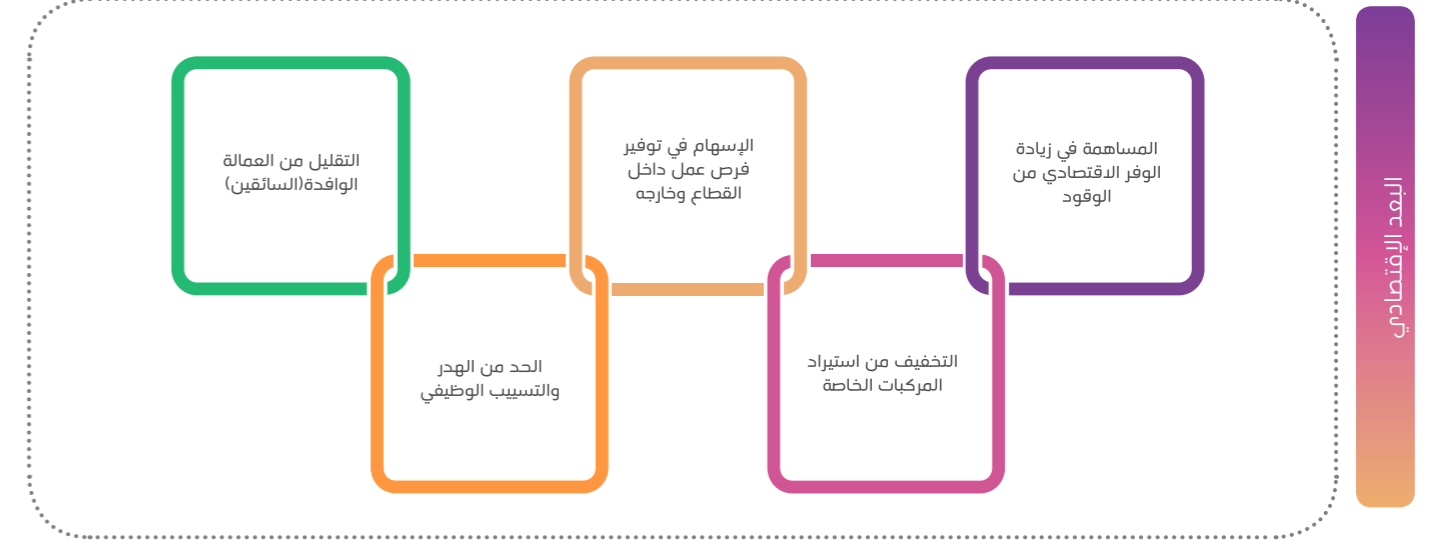 البعد الإقتصادي
المساهمة في زيادة
الوفر الاقتصادي من
الوقود
التخفيف من استيراد
المركبات الخاصة
الإسهام في توفير
فرص عمل داخل
القطاع وخارجه
الحد من الهدر
والتسييب الوظيفي
التقليل من العمالة
الوافدة(السائقين)